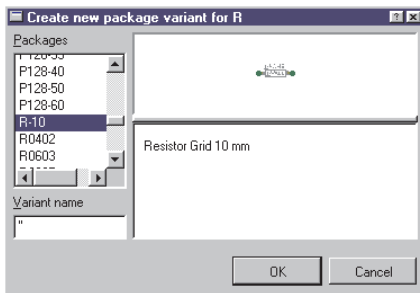 Create new package variant for R
Packages
P128-40
P128-50
P128-60
R-10
R0402
R0603
Resistor Grid 10 mm
Variant name
"
OK
Cancel